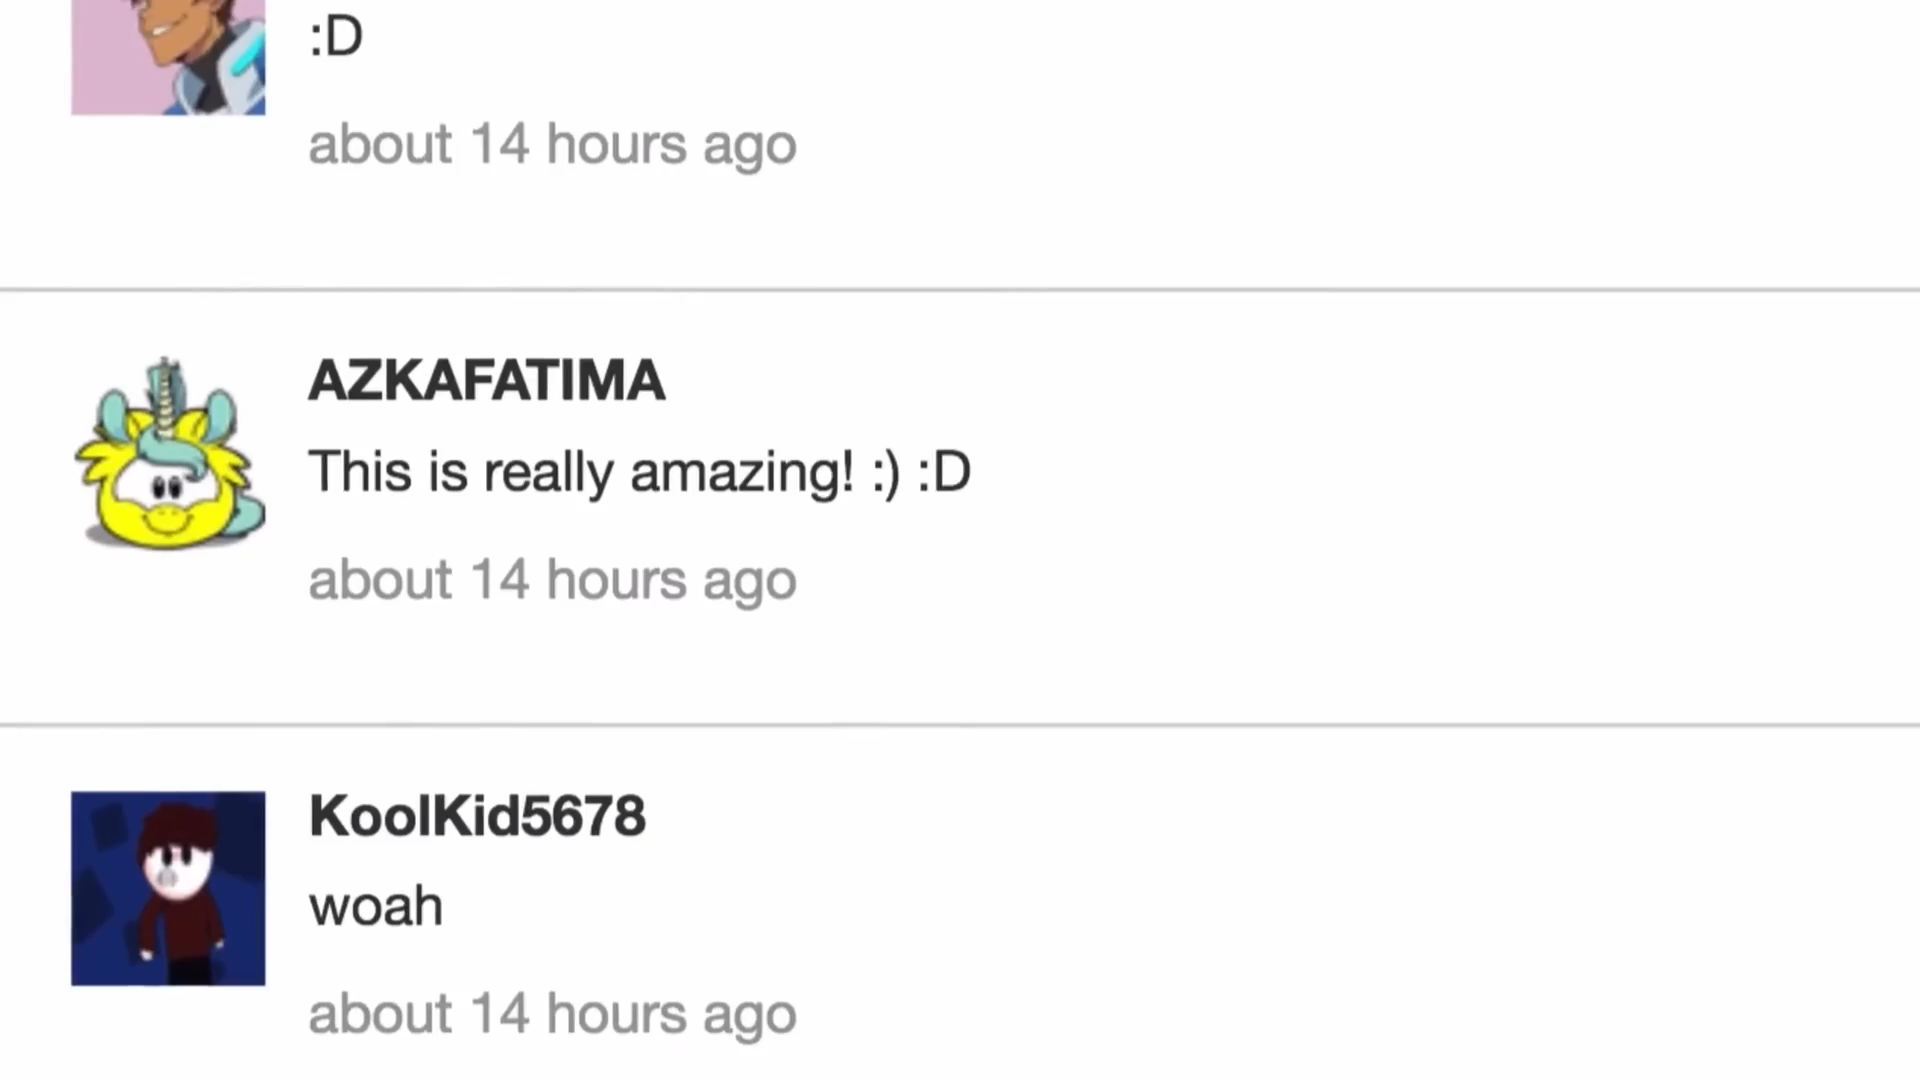 :D
about 14 hours ago
AZKAFATIMA
This is really amazing! :) :D
about 14 hours ago
KoolKid5678
woah
about 14 hours ago